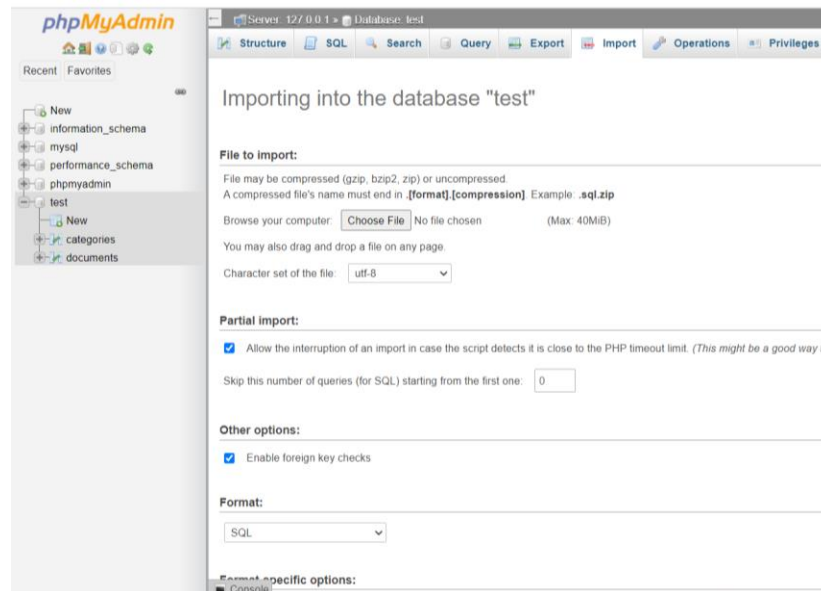 phpMyAdmin
Recent Favorites
New
information_schema
mysql
performance_schema
phpmyadmin
test
New
categories
documents
Server: 127.0.0.1 » Database: test
Structure SQL Search Query Export Import Operations Privileges
Importing into the database "test"
File to import:
File may be compressed (gzip, bzip2, zip) or uncompressed.
A compressed file's name must end in .[format].[compression]. Example: .sql.zip
Browse your computer: Choose File No file chosen (Max: 40MiB)
You may also drag and drop a file on any page.
Character set of the file: utf-8
Partial import:
Allow the interruption of an import in case the script detects it is close to the PHP timeout limit. (This might be a good way
Skip this number of queries (for SQL) starting from the first one: 0
Other options:
Enable foreign key checks
Format:
SQL
Format-specific options:
Console